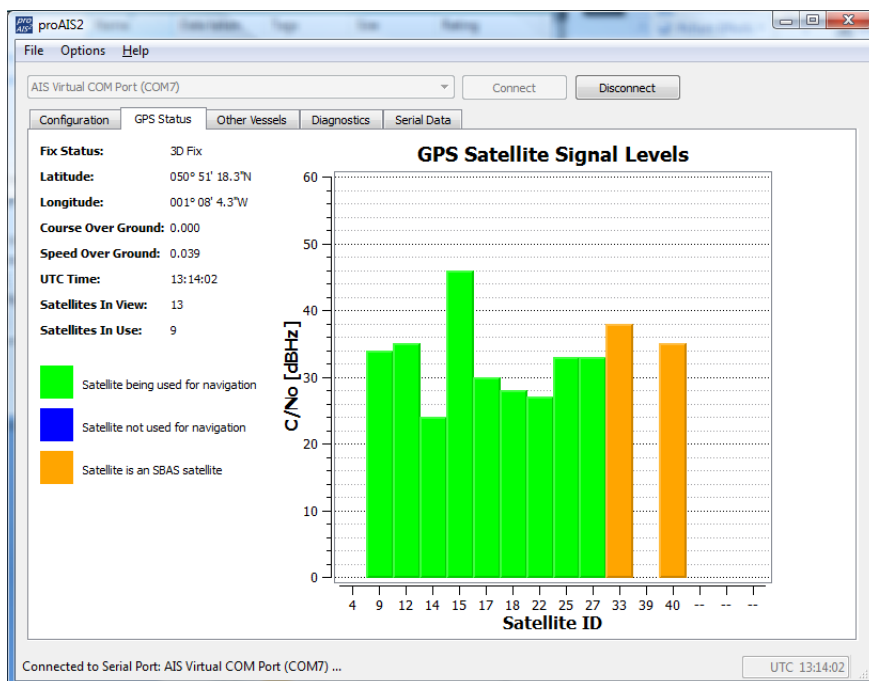 proAIS2
File Options Help
AIS Virtual COM Port (COM7) Connect Disconnect
Configuration GPS Status Other Vessels Diagnostics Serial Data
Fix Status: 3D Fix
Latitude: 050° 51' 18.3"N
Longitude: 001° 08' 4.3"W
Course Over Ground: 0.000
Speed Over Ground: 0.039
UTC Time: 13:14:02
Satellites In View: 13
Satellites In Use: 9
Satellite being used for navigation
Satellite not used for navigation
Satellite is an SBAS satellite
GPS Satellite Signal Levels
C/No [dBHz]
60
50
40
30
20
10
0
4 9 12 14 15 17 18 22 25 27 33 39 40 -- -- --
Satellite ID
Connected to Serial Port: AIS Virtual COM Port (COM7) ... UTC 13:14:02